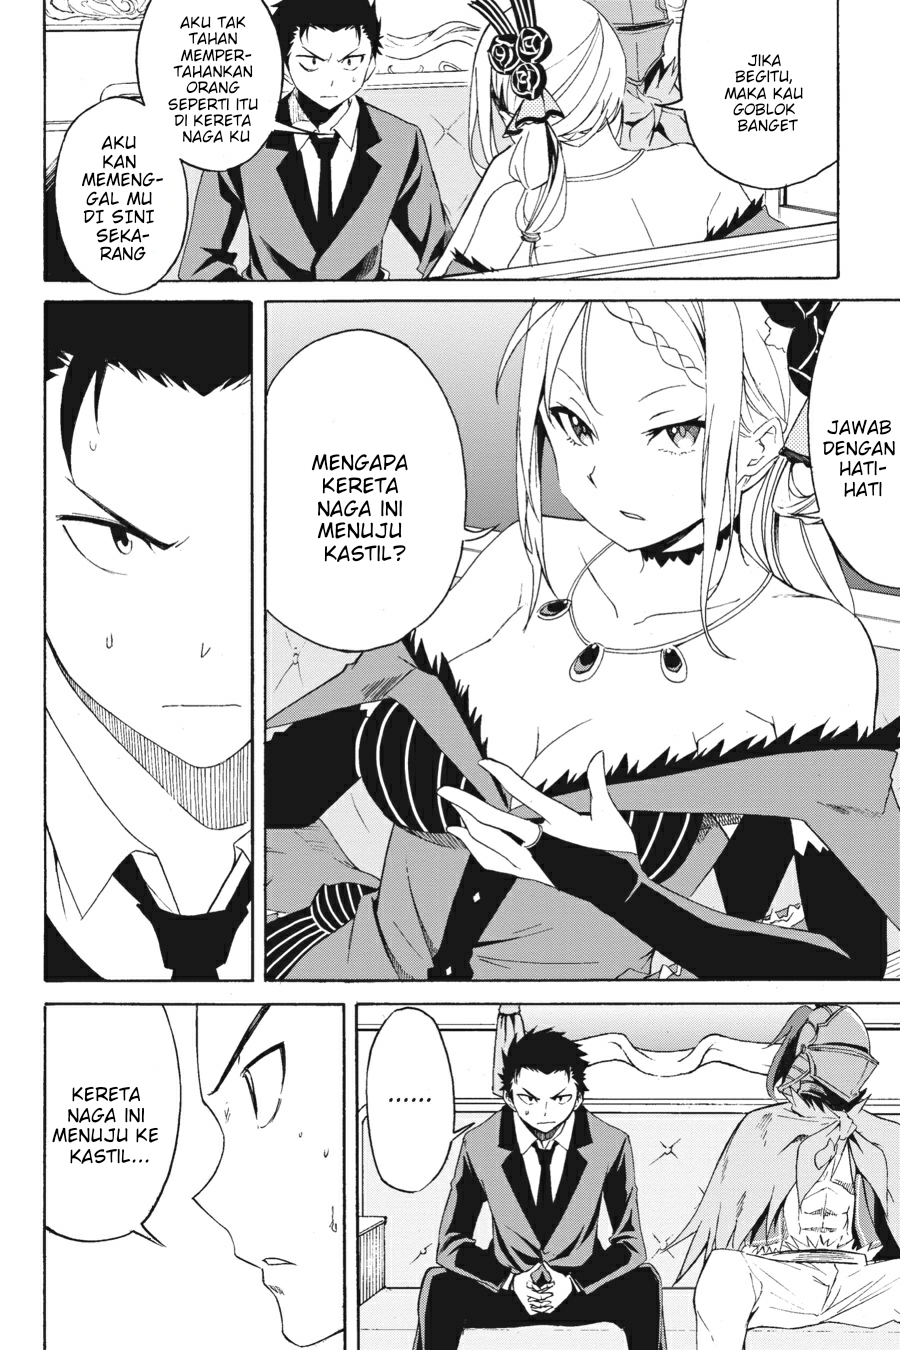 JIKA
BEGITU,
MAKA KAU
GOBLOK
BANGET
AKU TAK
TAHAN
MEMPER-
TAHANKAN
ORANG
SEPERTI ITU
DI KERETA
NAGA KU
AKU
KAN
MEMENG-
GAL MU
DI SINI
SEKA-
RANG
JAWAB
DENGAN
HATI-
HATI
MENGAPA
KERETA
NAGA INI
MENUJU
KASTIL?
......
KERETA
NAGA INI
MENUJU KE
KASTIL...